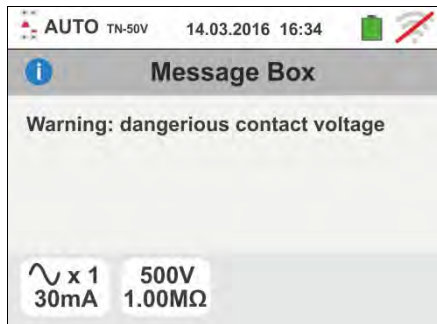 AUTO TN-50V 14.03.2016 16:34
Message Box
Warning: dangerious contact voltage
x 1 500V
30mA 1.00MΩ